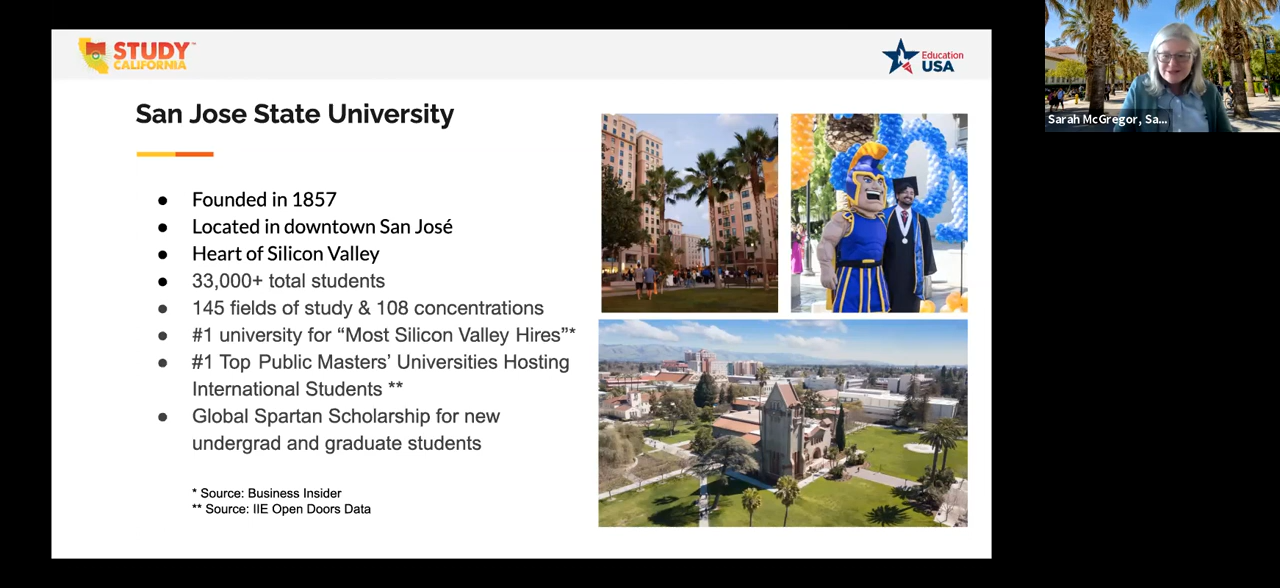 STUDY™
CALIFORNIA
Education
USA
San Jose State University
● Founded in 1857
● Located in downtown San José
● Heart of Silicon Valley
● 33,000+ total students
● 145 fields of study & 108 concentrations
● #1 university for “Most Silicon Valley Hires”*
● #1 Top Public Masters’ Universities Hosting
International Students **
● Global Spartan Scholarship for new
undergrad and graduate students
* Source: Business Insider
** Source: IIE Open Doors Data
Sarah McGregor, Sa...